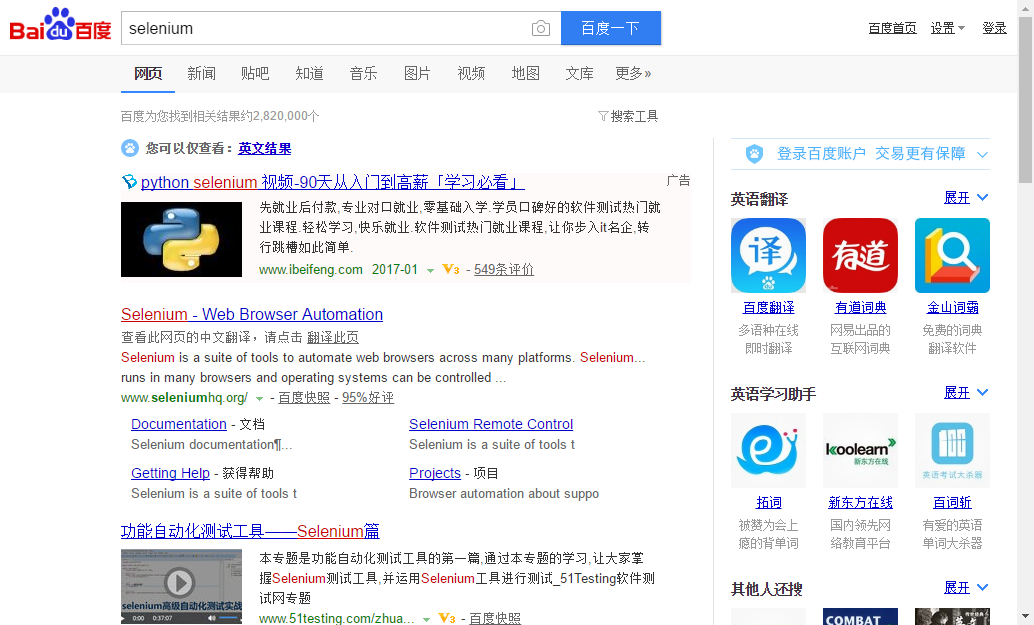 Bai du 百度
selenium
百度一下
百度首页 设置 登录
网页 新闻 贴吧 知道 音乐 图片 视频 地图 文库 更多»
百度为您找到相关结果约2,820,000个
搜索工具
您可以仅查看：英文结果
python selenium 视频-90天从入门到高薪「学习必看」
广告
先就业后付款,专业对口就业,零基础入学.学员口碑好的软件测试热门就
业课程.轻松学习,快乐就业.软件测试热门就业课程,让你步入it名企,转
行跳槽如此简单.
www.ibeifeng.com 2017-01 V3 - 549条评价
Selenium - Web Browser Automation
查看此网页的中文翻译，请点击 翻译此页
Selenium is a suite of tools to automate web browsers across many platforms. Selenium...
runs in many browsers and operating systems can be controlled ...
www.seleniumhq.org/ - 百度快照 - 95%好评
Documentation - 文档
Selenium documentation¶...
Selenium Remote Control
Selenium is a suite of tools t
Getting Help - 获得帮助
Selenium is a suite of tools t
Projects - 项目
Browser automation about suppo
功能自动化测试工具——Selenium篇
selenium高级自动化测试实战
0:00 0:37:07
本专题是功能自动化测试工具的第一篇,通过本专题的学习,让大家掌
握Selenium测试工具,并运用Selenium工具进行测试_51Testing软件测
试网专题
www.51testing.com/zhua... V3 - 百度快照
登录百度账户 交易更有保障
英语翻译 展开
译
有道
百度翻译 有道词典 金山词霸
多语种在线 网易出品的 免费的词典
即时翻译 互联网词典 翻译软件
英语学习助手 展开
koolearn
新东方在线
英语考试大杀器
拓词 新东方在线 百词斩
被赞为会上 国内领先网 有爱的英语
瘾的背单词 络教育平台 单词大杀器
其他人还搜 展开
COMBAT